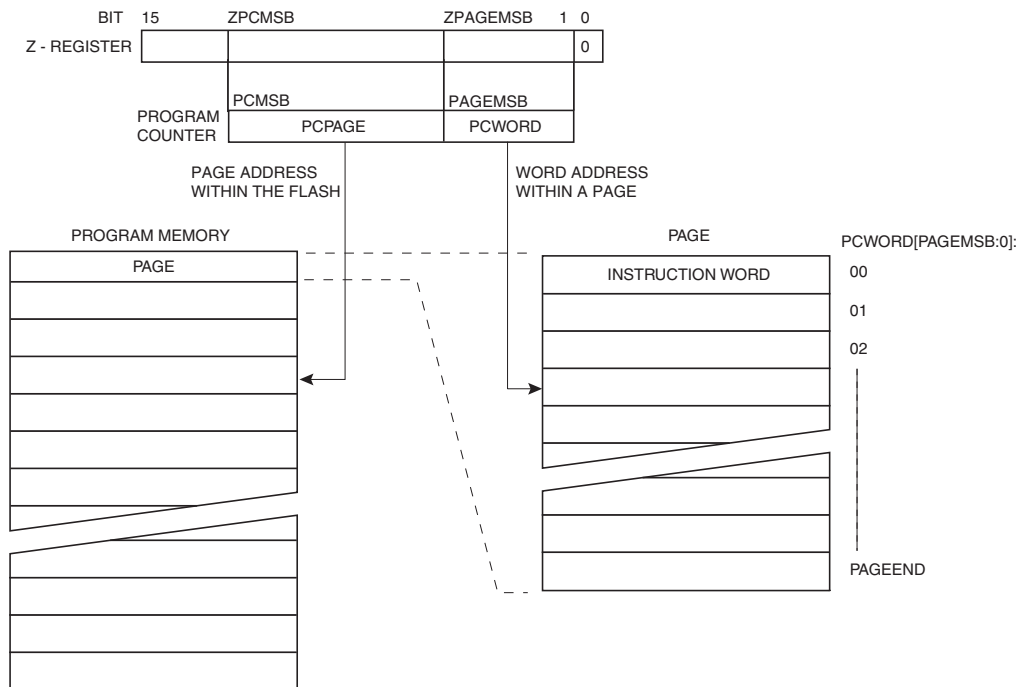 BIT 15 ZPCMSB ZPAGEMSB 1 0
Z - REGISTER 0
PCMSB PAGEMSB
PROGRAM
COUNTER
PCPAGE PCWORD
PAGE ADDRESS
WITHIN THE FLASH
WORD ADDRESS
WITHIN A PAGE
PROGRAM MEMORY
PAGE
PAGE
PCWORD[PAGEMSB:0]:
INSTRUCTION WORD
00
01
02
PAGEEND